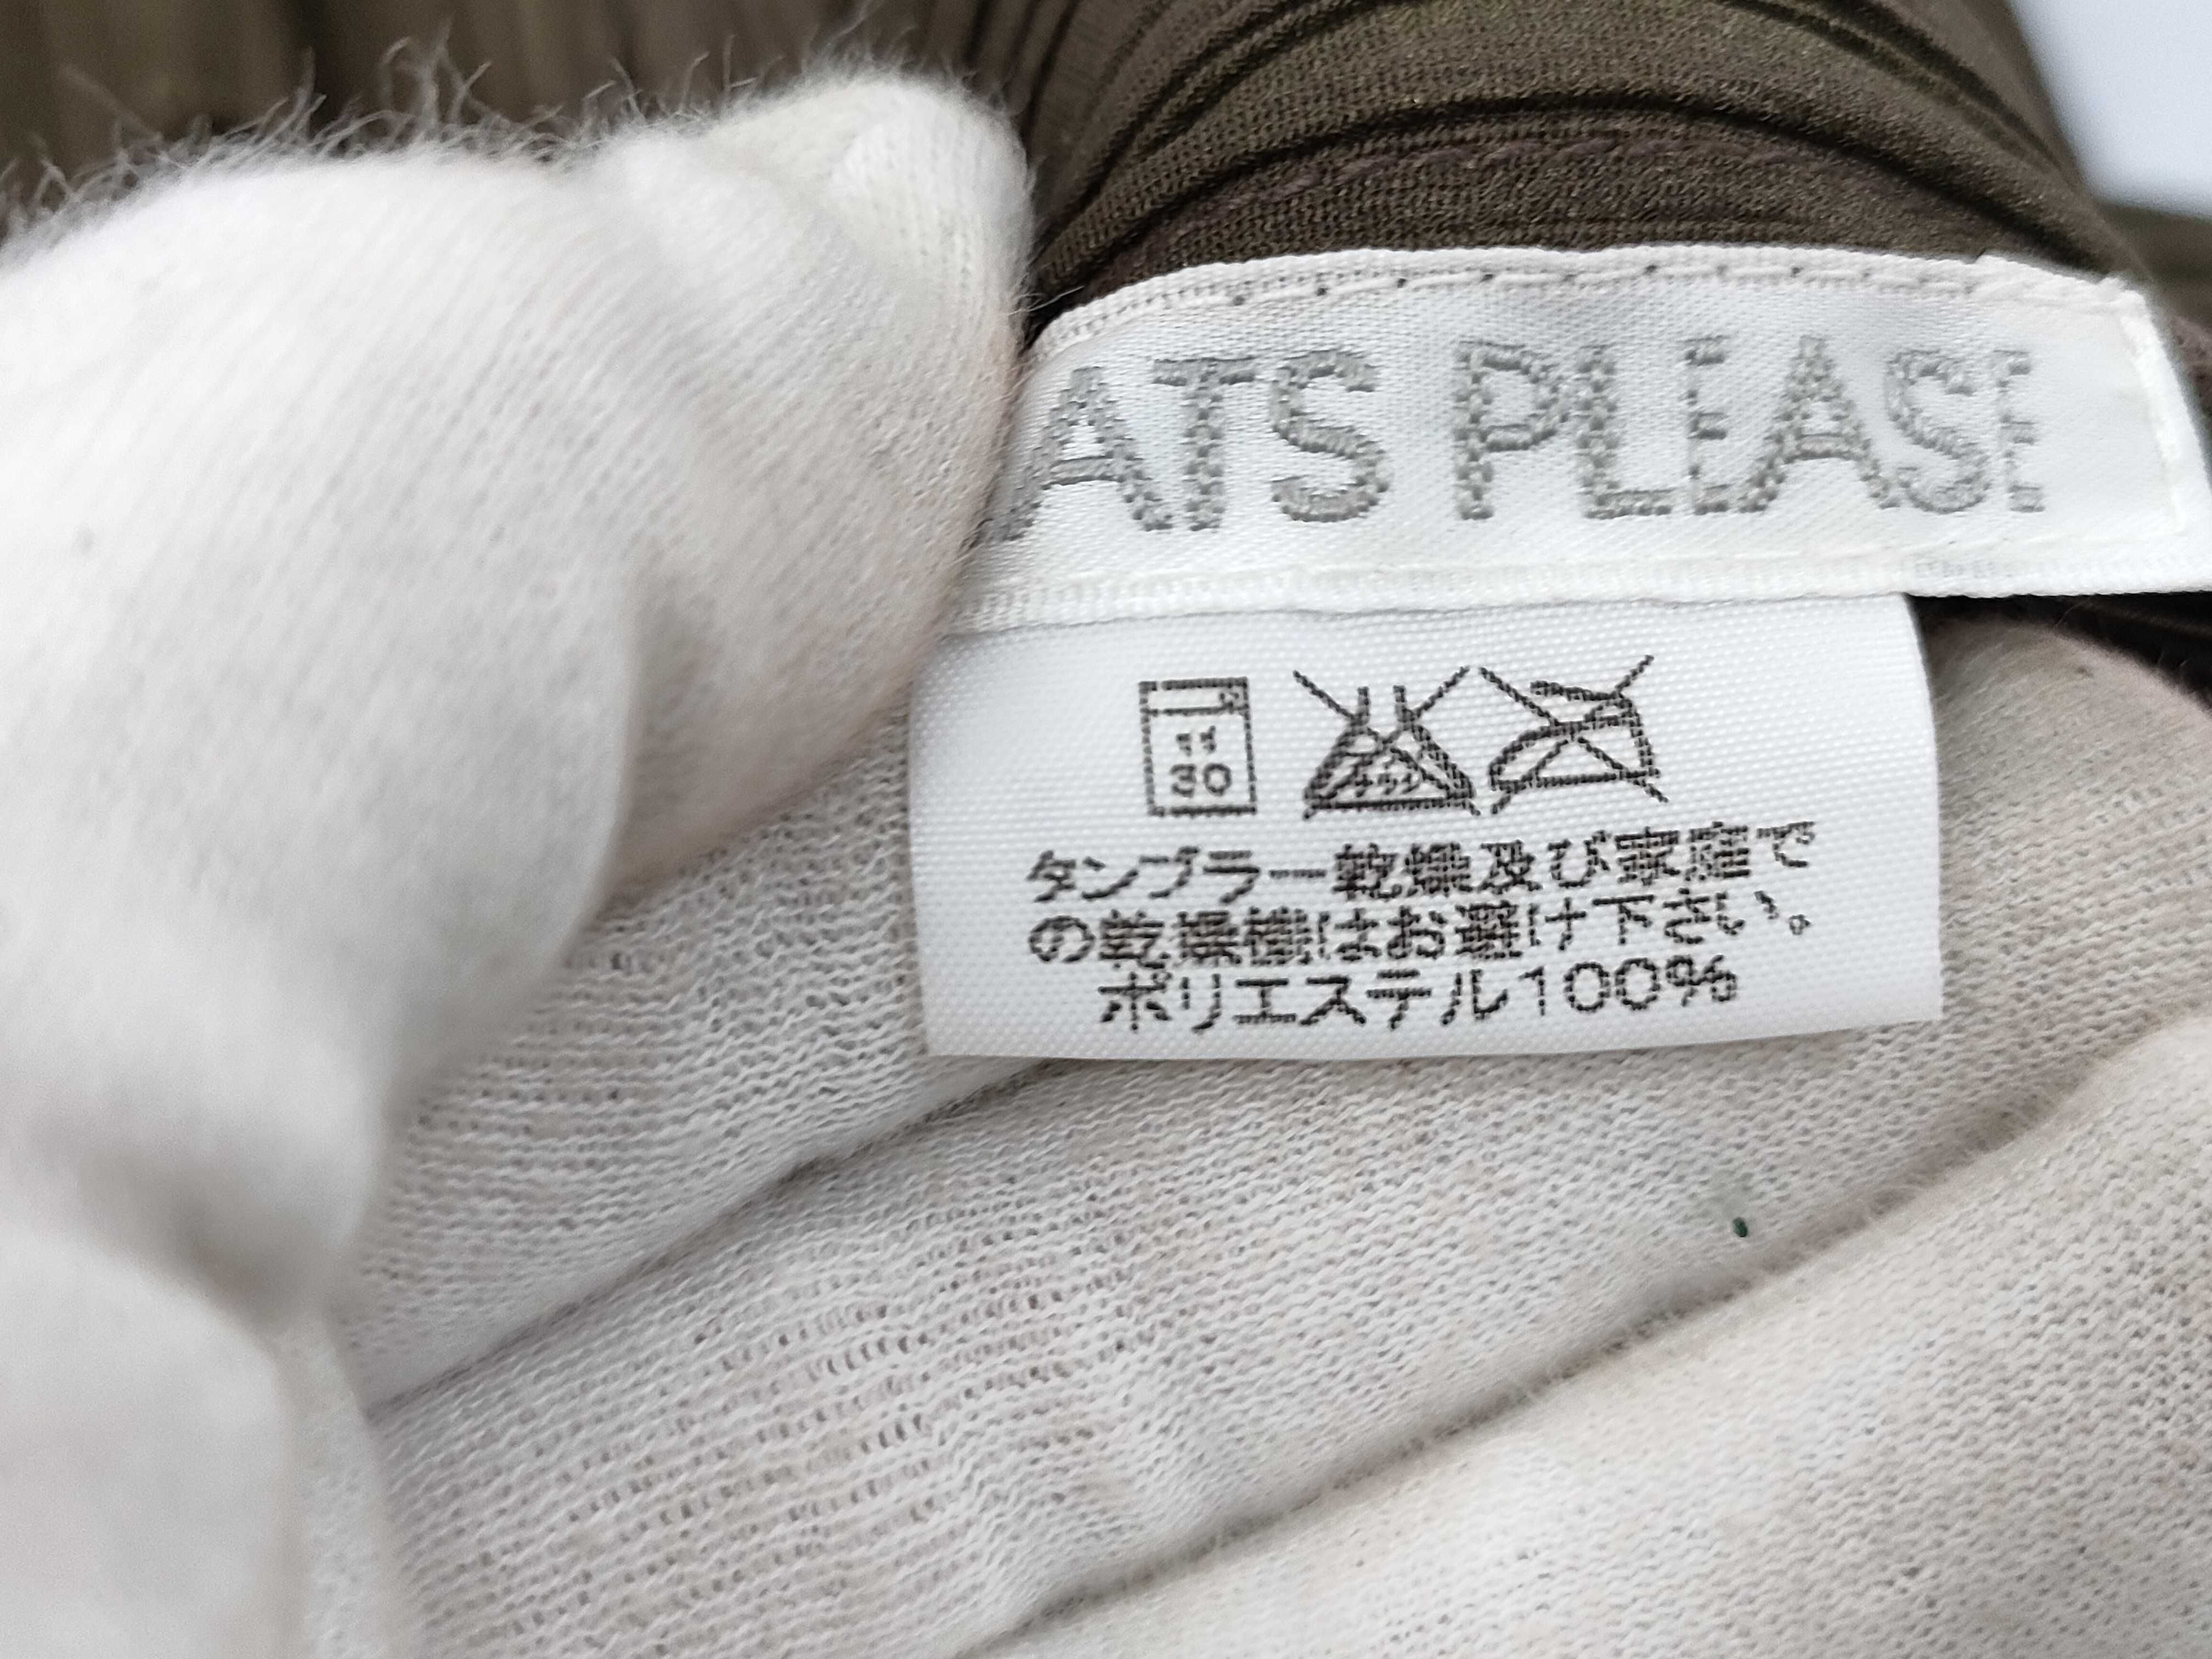 ATS PLEASE
30
タンブラー乾燥及び家庭で
の乾燥機はお避け下さい。
ポリエステル100%